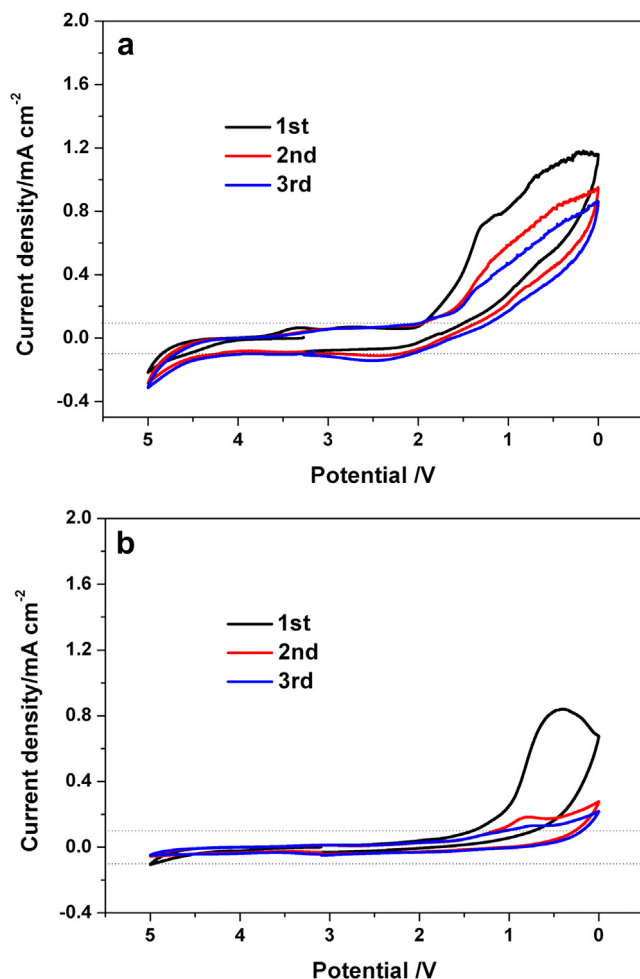 a
2.0
1.6
1.2
0.8
0.4
0.0
-0.4
Current density/mA cm⁻²
1st
2nd
3rd
5 4 3 2 1 0
Potential /V
b
2.0
1.6
1.2
0.8
0.4
0.0
-0.4
Current density/mA cm⁻²
1st
2nd
3rd
5 4 3 2 1 0
Potential /V